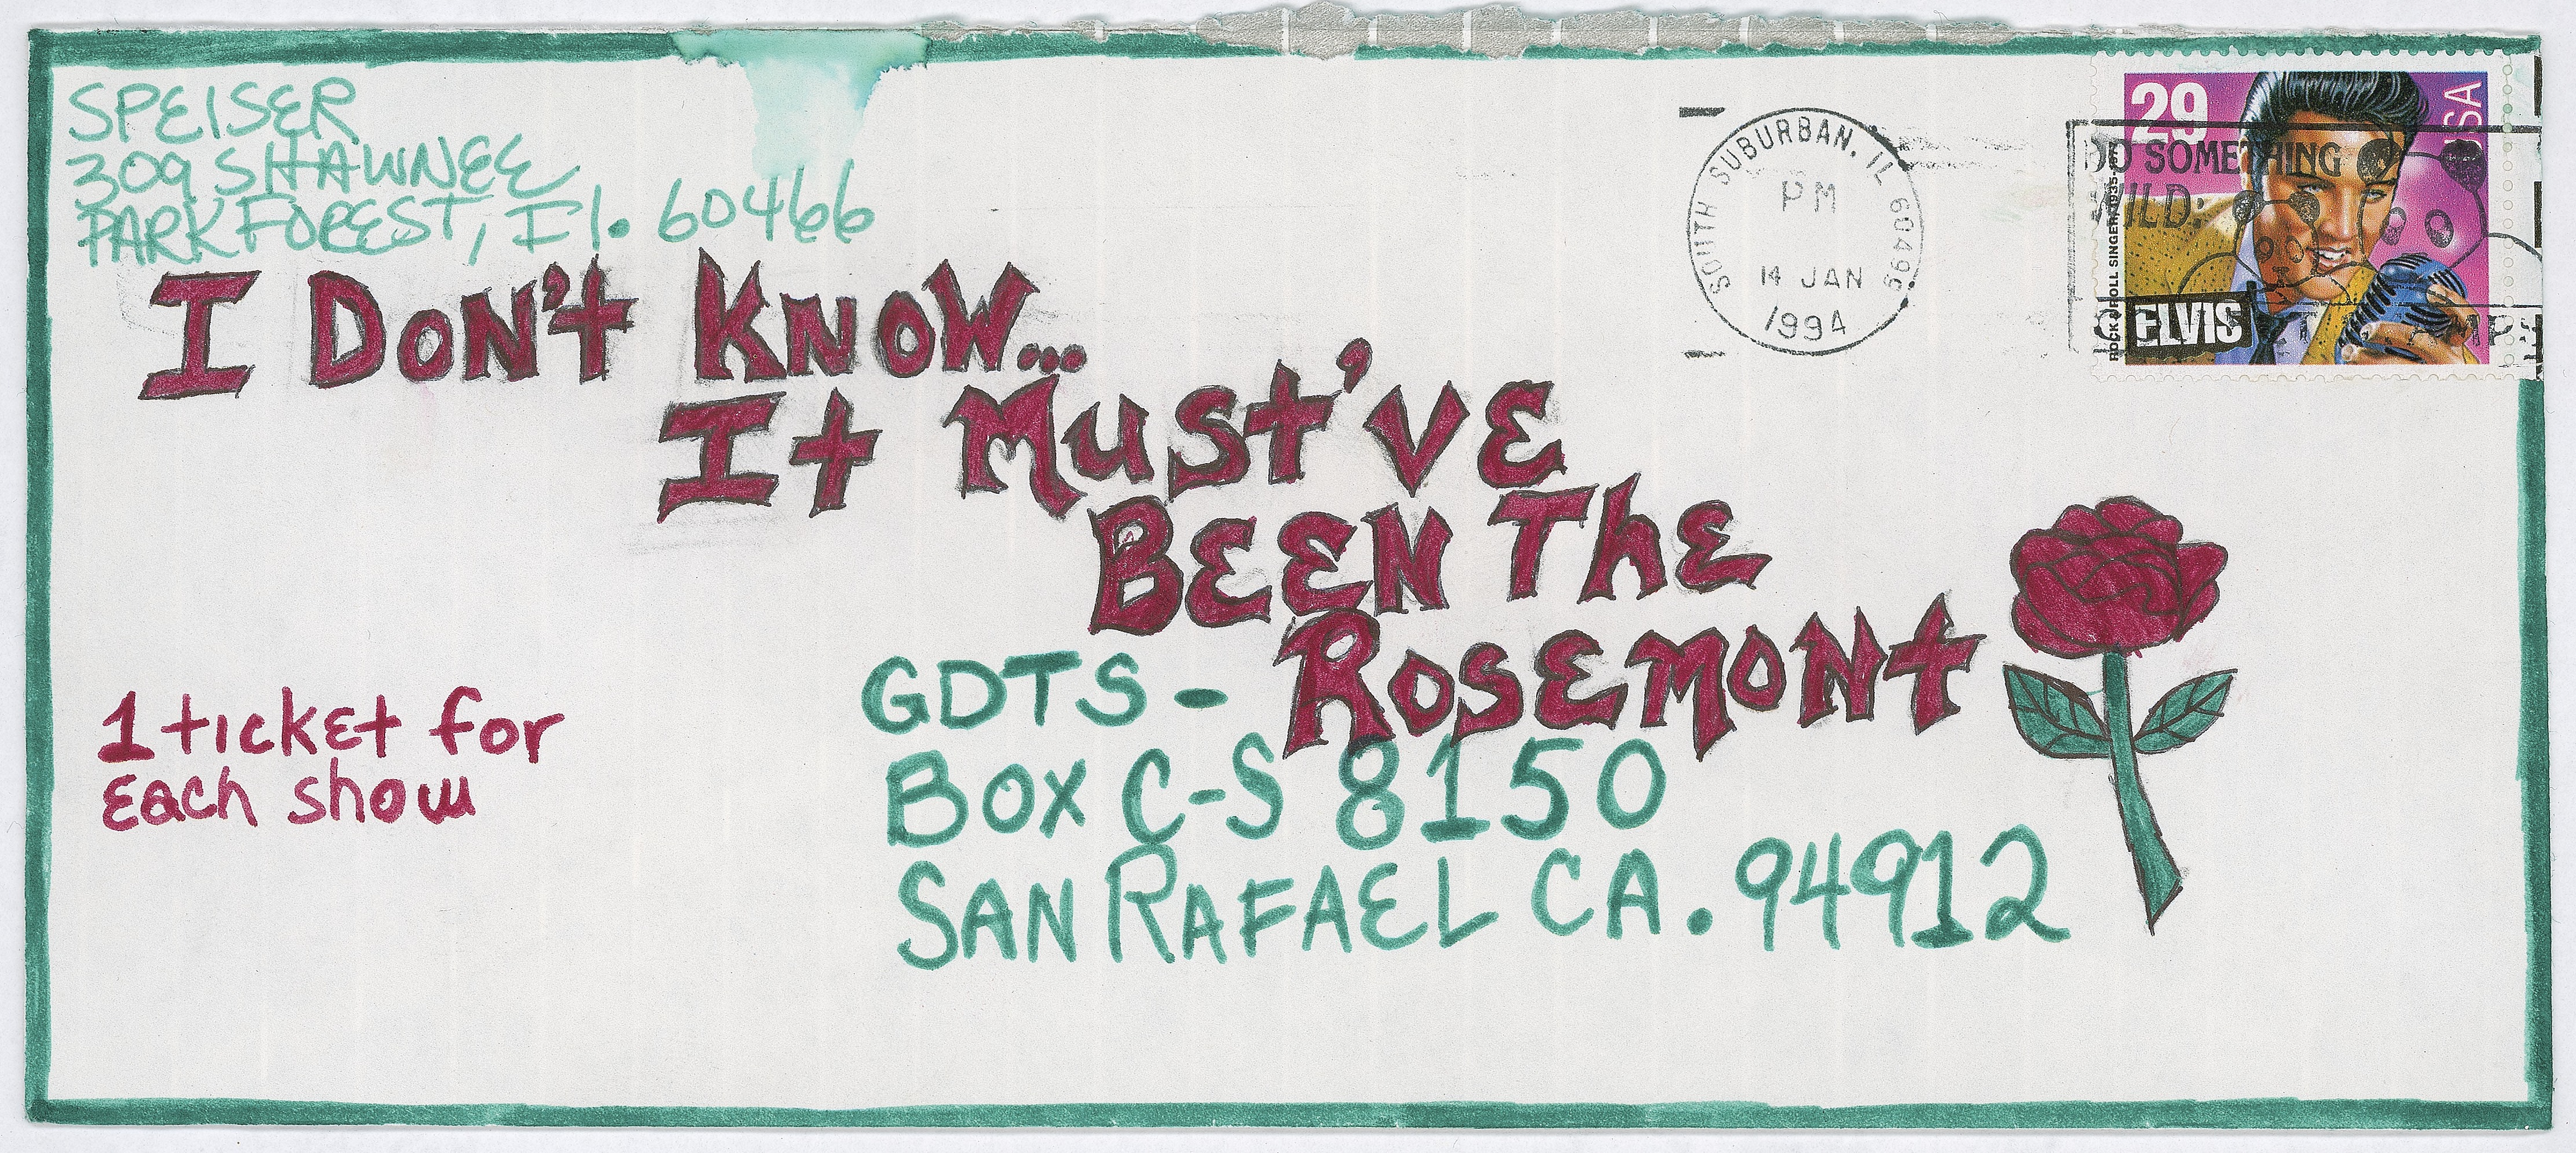 SPEISER
309 SHAWNEE
PARK FOREST, Il. 60466
I DON't KNOW...
It Must've
BEEN The
ROSEMONt
GDTS -
BOX C-S 8150
SAN RAFAEL CA. 94912
1 ticket for
Each show
SOUTH SUBURBAN, IL 60499
PM
14 JAN
1994
29
USA
DO SOMETHING
WILD:
ELVIS
ROCK & ROLL SINGER, 1935-1977